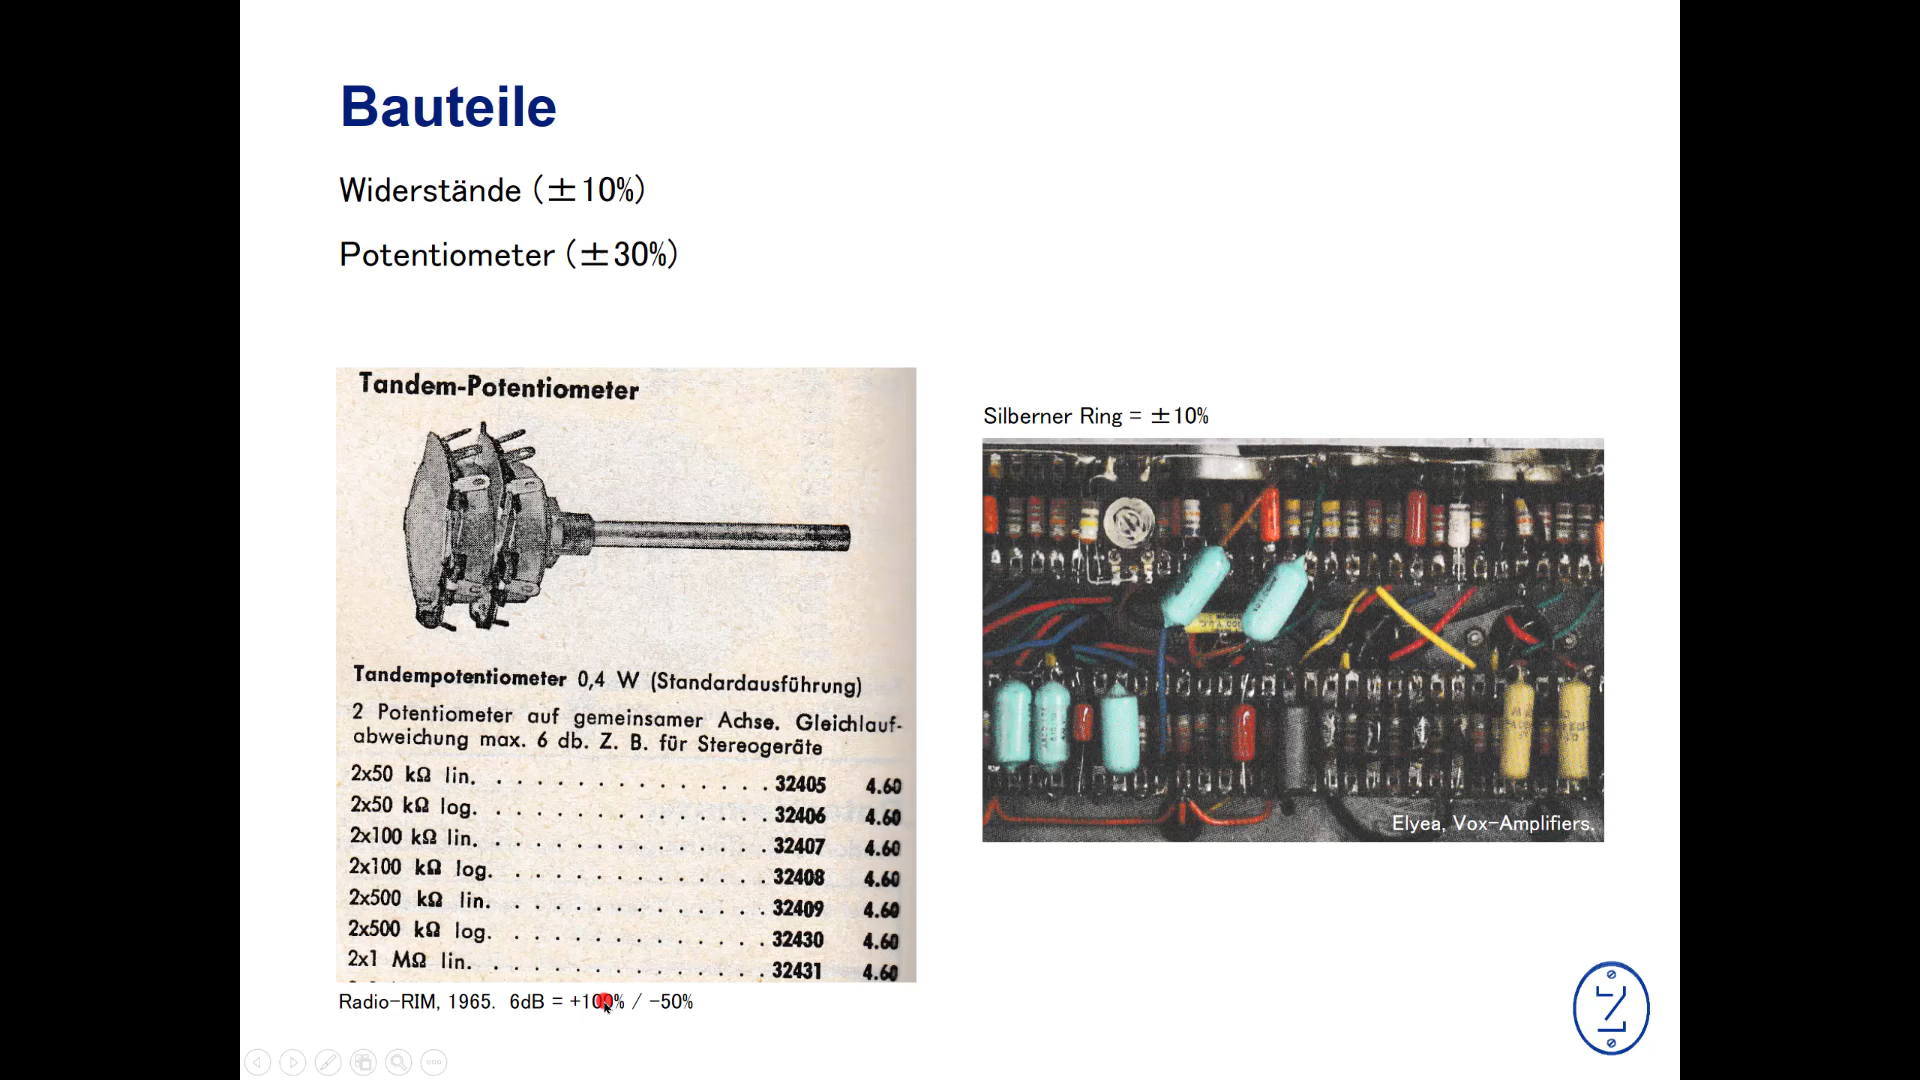 Bauteile
Widerstände (±10%)
Potentiometer (±30%)
Tandem-Potentiometer
Tandempotentiometer 0,4 W (Standardausführung)
2 Potentiometer auf gemeinsamer Achse. Gleichlauf-
abweichung max. 6 db. Z. B. für Stereogeräte
2x50 kΩ lin. . . . . . . . . . . . . . 32405 4.60
2x50 kΩ log. . . . . . . . . . . . . . 32406 4.60
2x100 kΩ lin. . . . . . . . . . . . . . 32407 4.60
2x100 kΩ log. . . . . . . . . . . . . . 32408 4.60
2x500 kΩ lin. . . . . . . . . . . . . . 32409 4.60
2x500 kΩ log. . . . . . . . . . . . . . 32430 4.60
2x1 MΩ lin. . . . . . . . . . . . . . 32431 4.60
Radio-RIM, 1965. 6dB = +100% / -50%
Silberner Ring = ±10%
Elyea, Vox-Amplifiers.